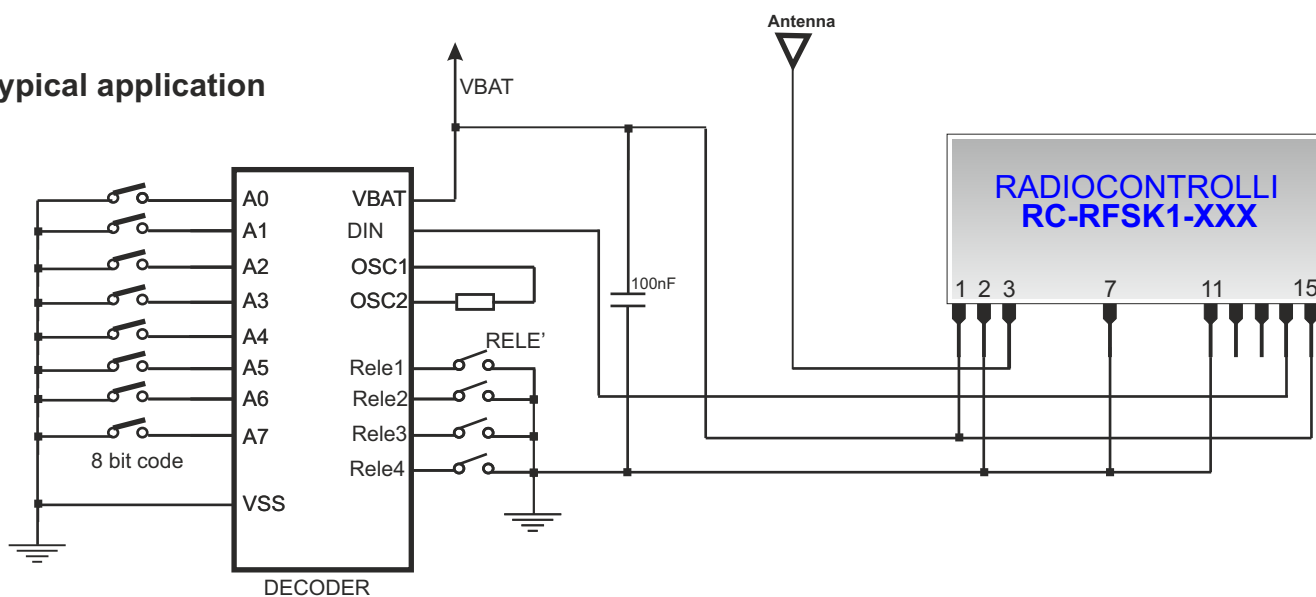 Antenna
ypical application
VBAT
RADIOCONTROLLI
RC-RFSK1-XXX
1 2 3 7 11 15
A0
A1
A2
A3
A4
A5
A6
A7
8 bit code
VSS
VBAT
DIN
OSC1
OSC2
RELE'
Rele1
Rele2
Rele3
Rele4
100nF
DECODER